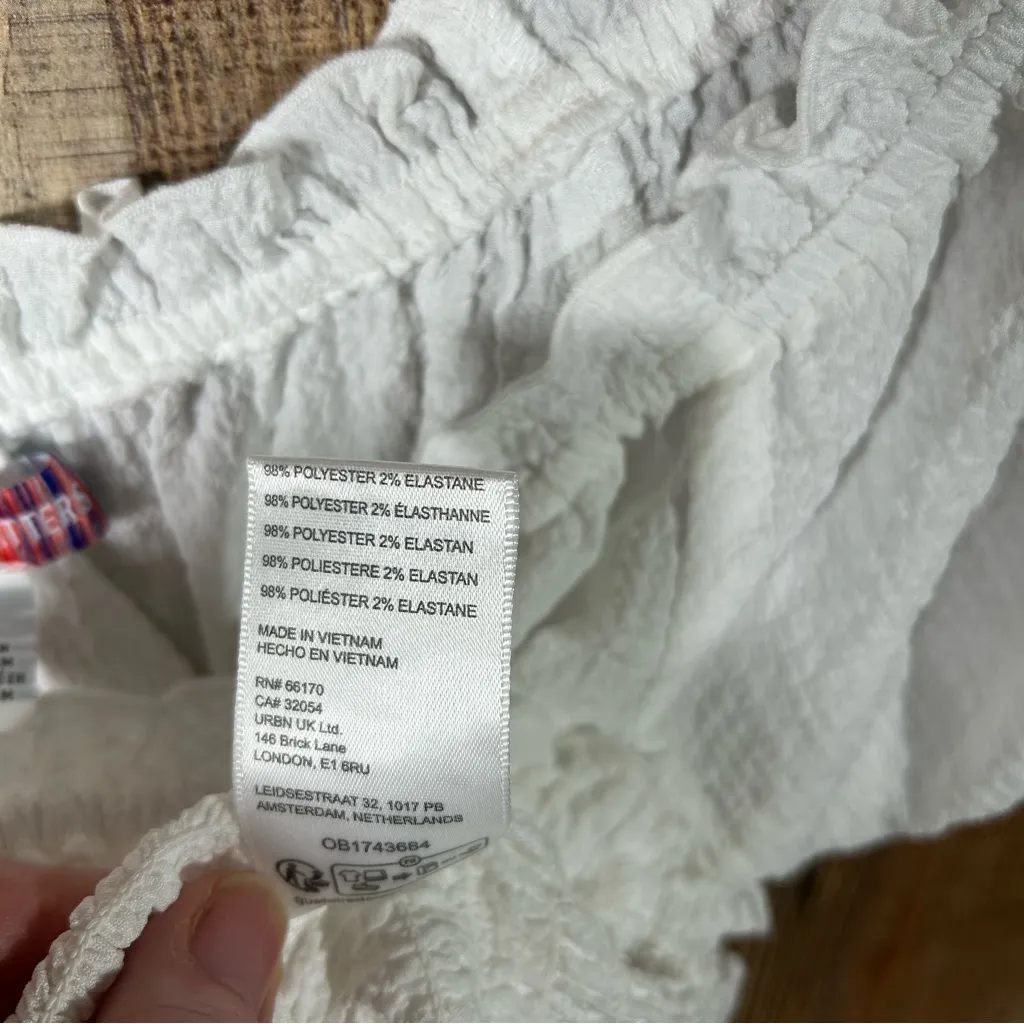 98% POLYESTER 2% ELASTANE
98% POLYESTER 2% ÉLASTHANNE
98% POLYESTER 2% ELASTAN
98% POLIESTERE 2% ELASTAN
98% POLIÉSTER 2% ELASTANE
MADE IN VIETNAM
HECHO EN VIETNAM
RN# 66170
CA# 32054
URBN UK Ltd.
146 Brick Lane
LONDON, E1 6RU
LEIDSESTRAAT 32, 1017 PB
AMSTERDAM, NETHERLANDS
OB1743664
FR